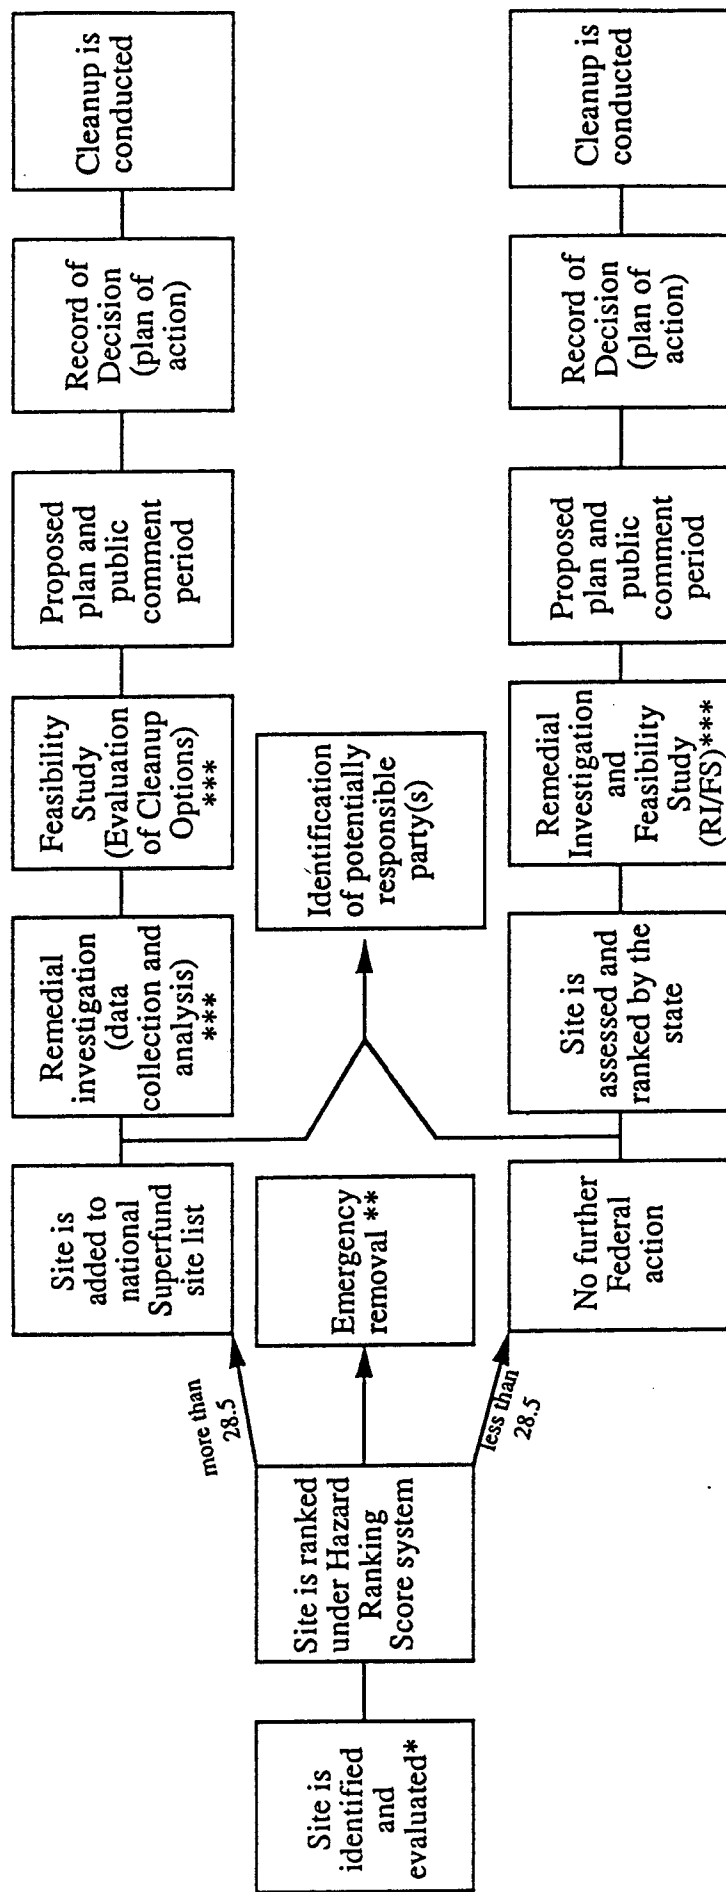 Site is
identified
and
evaluated*
Site is ranked
under Hazard
Ranking
Score system
more than
28.5
less than
28.5
Site is
added to
national
Superfund
site list
Remedial
investigation
(data
collection and
analysis)
***
Feasibility
Study
(Evaluation
of Cleanup
Options)
***
Proposed
plan and
public
comment
period
Record of
Decision
(plan of
action)
Cleanup is
conducted
Emergency
removal **
Identification
of potentially
responsible
party(s)
No further
Federal
action
Site is
assessed and
ranked by the
state
Remedial
Investigation
and
Feasibility
Study
(RI/FS)***
Proposed
plan and
public
comment
period
Record of
Decision
(plan of
action)
Cleanup is
conducted